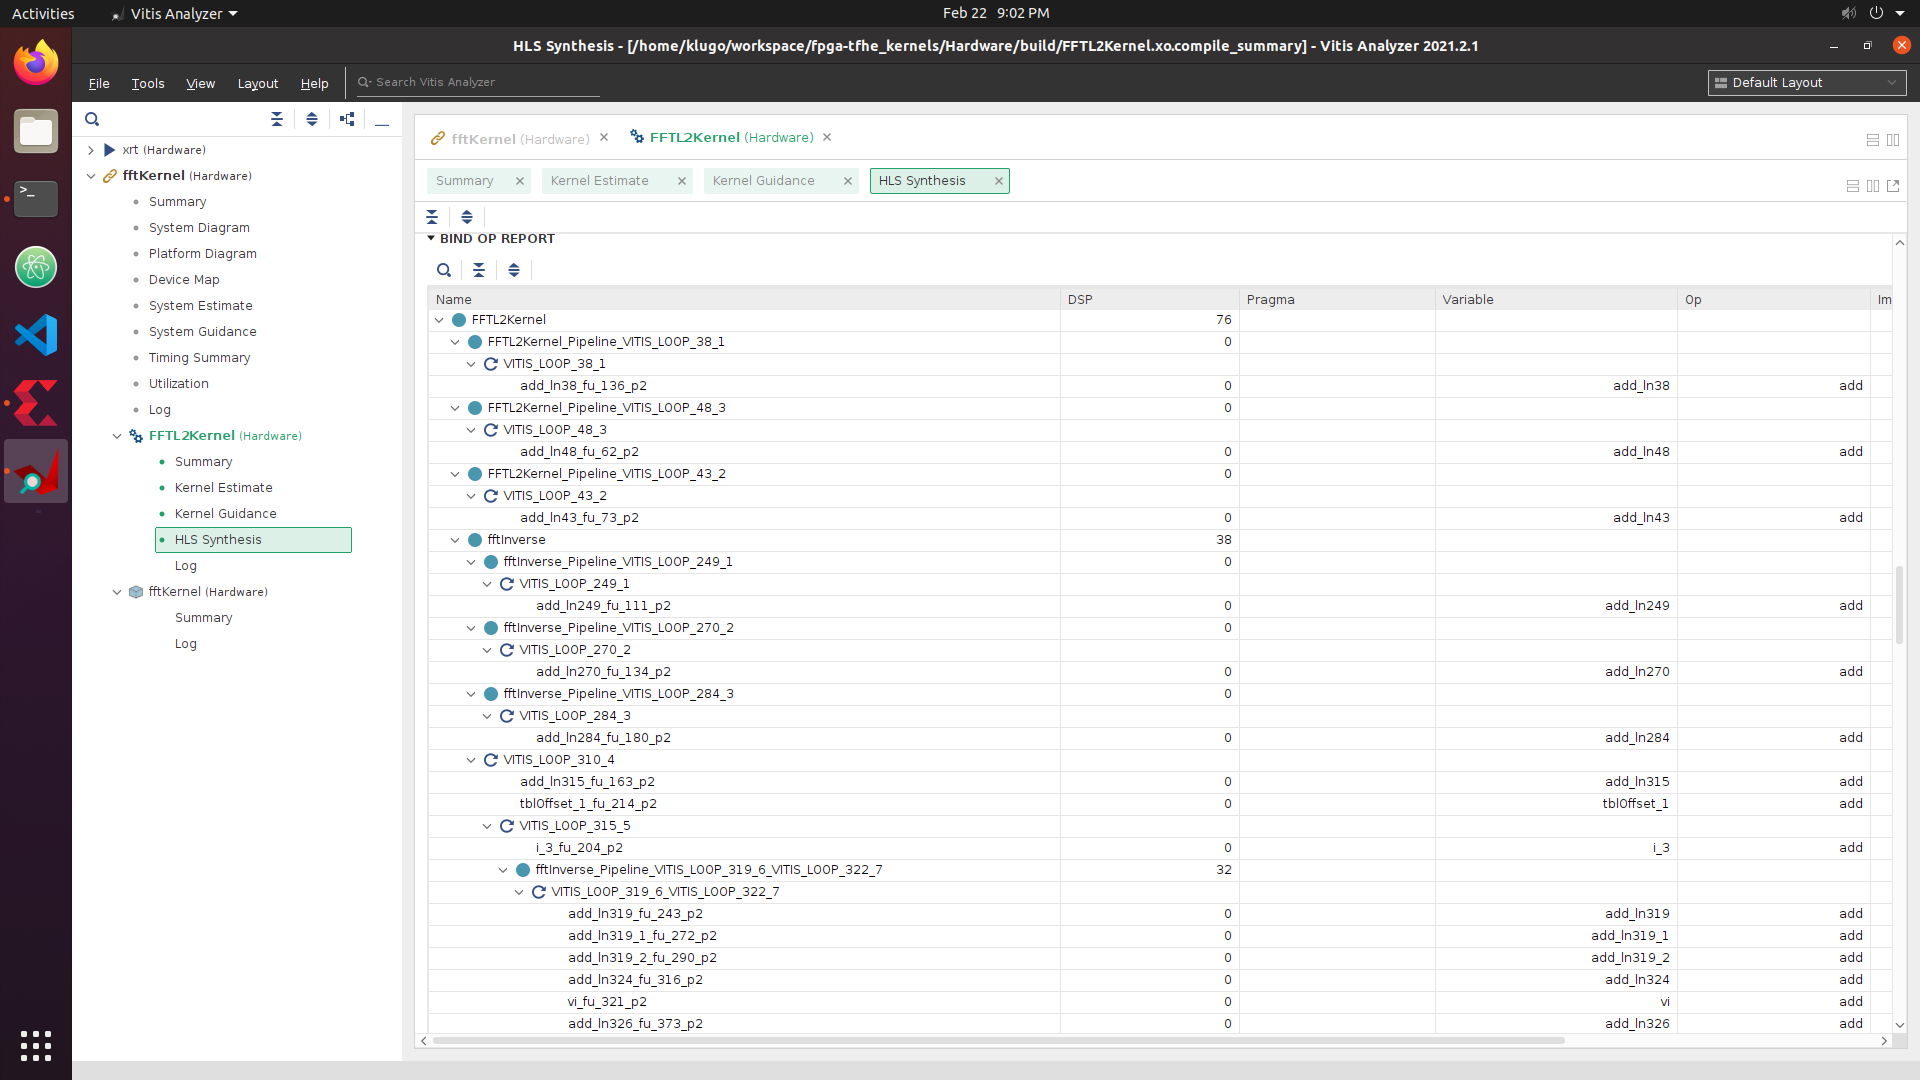 Activities Vitis Analyzer Feb 22 9:02 PM
HLS Synthesis - [/home/klugo/workspace/fpga-tfhe_kernels/Hardware/build/FFTL2Kernel.xo.compile_summary] - Vitis Analyzer 2021.2.1
File Tools View Layout Help Search Vitis Analyzer Default Layout
xrt (Hardware)
fftKernel (Hardware)
Summary
System Diagram
Platform Diagram
Device Map
System Estimate
System Guidance
Timing Summary
Utilization
Log
FFTL2Kernel (Hardware)
Summary
Kernel Estimate
Kernel Guidance
HLS Synthesis
Log
fftKernel (Hardware)
Summary
Log
fftKernel (Hardware) FFTL2Kernel (Hardware)
Summary Kernel Estimate Kernel Guidance HLS Synthesis
BIND OP REPORT
Name DSP Pragma Variable Op Im
FFTL2Kernel 76
FFTL2Kernel_Pipeline_VITIS_LOOP_38_1 0
VITIS_LOOP_38_1
add_ln38_fu_136_p2 0 add_ln38 add
FFTL2Kernel_Pipeline_VITIS_LOOP_48_3 0
VITIS_LOOP_48_3
add_ln48_fu_62_p2 0 add_ln48 add
FFTL2Kernel_Pipeline_VITIS_LOOP_43_2 0
VITIS_LOOP_43_2
add_ln43_fu_73_p2 0 add_ln43 add
fftInverse 38
fftInverse_Pipeline_VITIS_LOOP_249_1 0
VITIS_LOOP_249_1
add_ln249_fu_111_p2 0 add_ln249 add
fftInverse_Pipeline_VITIS_LOOP_270_2 0
VITIS_LOOP_270_2
add_ln270_fu_134_p2 0 add_ln270 add
fftInverse_Pipeline_VITIS_LOOP_284_3 0
VITIS_LOOP_284_3
add_ln284_fu_180_p2 0 add_ln284 add
VITIS_LOOP_310_4
add_ln315_fu_163_p2 0 add_ln315 add
tblOffset_1_fu_214_p2 0 tblOffset_1 add
VITIS_LOOP_315_5
i_3_fu_204_p2 0 i_3 add
fftInverse_Pipeline_VITIS_LOOP_319_6_VITIS_LOOP_322_7 32
VITIS_LOOP_319_6_VITIS_LOOP_322_7
add_ln319_fu_243_p2 0 add_ln319 add
add_ln319_1_fu_272_p2 0 add_ln319_1 add
add_ln319_2_fu_290_p2 0 add_ln319_2 add
add_ln324_fu_316_p2 0 add_ln324 add
vi_fu_321_p2 0 vi add
add_ln326_fu_373_p2 0 add_ln326 add